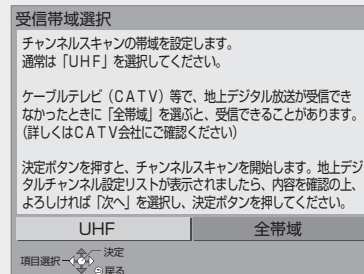 受信帯域選択
チャンネルスキャンの帯域を設定します。
通常は「ＵＨＦ」を選択してください。
ケーブルテレビ（ＣＡＴＶ）等で、地上デジタル放送が受信でき
なかったときに「全帯域」を選ぶと、受信できることがあります。
（詳しくはＣＡＴＶ会社にご確認ください）
決定ボタンを押すと、チャンネルスキャンを開始します。地上デジ
タルチャンネル設定リストが表示されましたら、内容を確認の上、
よろしければ「次へ」を選択し、決定ボタンを押してください。
UHF 全帯域
項目選択 決定
戻る